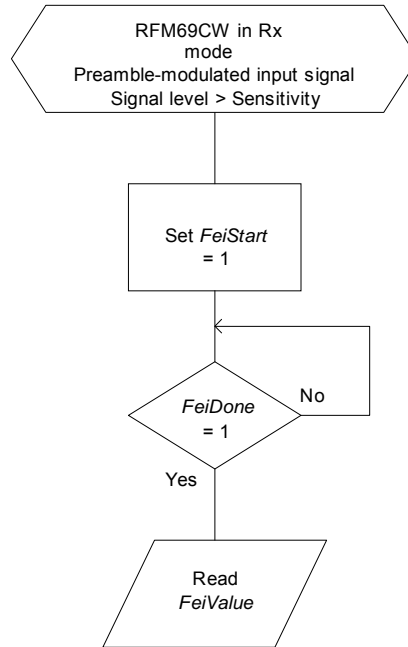 RFM69CW in Rx
mode
Preamble-modulated input signal
Signal level > Sensitivity
Set FeiStart
= 1
FeiDone
= 1
No
Yes
Read
FeiValue